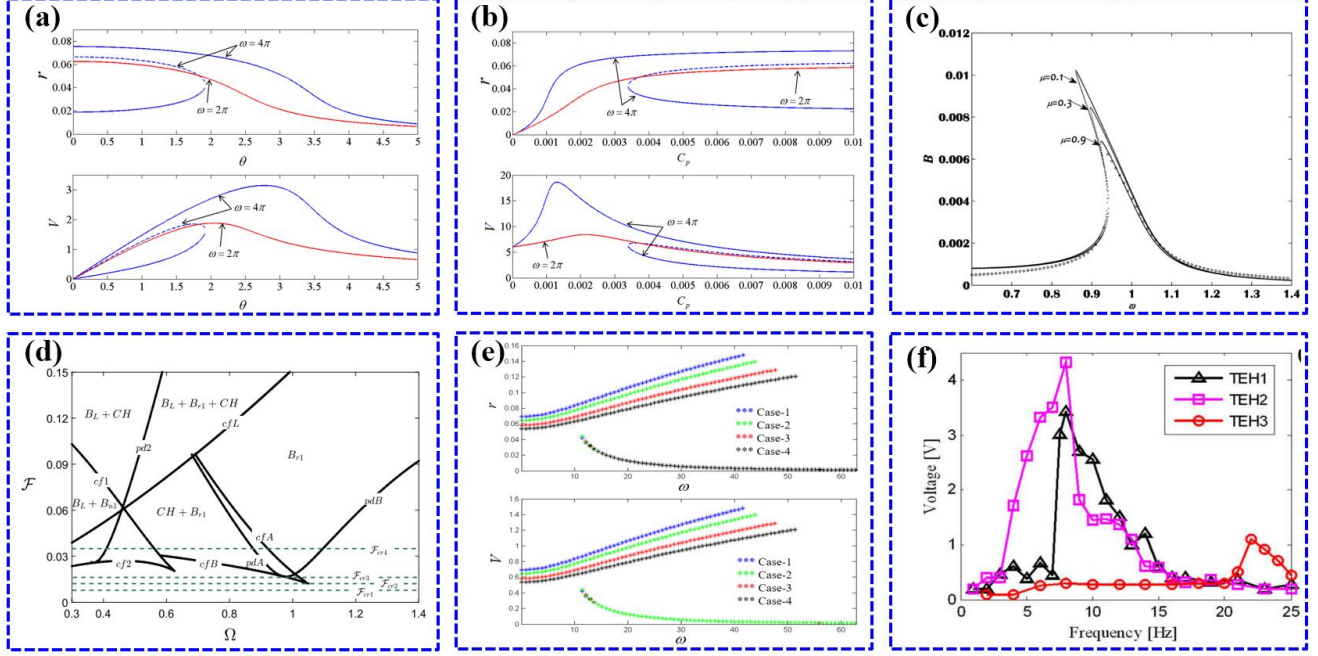 (a)
0.08
0.06
0.04
0.02
0
r
ω = 4π
ω = 2π
0 0.5 1 1.5 2 2.5 3 3.5 4 4.5 5
θ
3
2
1
0
V
ω = 4π
ω = 2π
0 0.5 1 1.5 2 2.5 3 3.5 4 4.5 5
θ
(b)
0.08
0.06
0.04
0.02
0
r
ω = 4π
ω = 2π
0 0.001 0.002 0.003 0.004 0.005 0.006 0.007 0.008 0.009 0.01
C_p
20
15
10
5
0
V
ω = 4π
ω = 2π
0 0.001 0.002 0.003 0.004 0.005 0.006 0.007 0.008 0.009 0.01
C_p
(c)
0.012
0.01
0.008
0.006
0.004
0.002
0
B
μ=0.1
μ=0.3
μ=0.9
0.7 0.8 0.9 1 1.1 1.2 1.3 1.4
(d)
0.15
0.12
0.09
0.06
0.03
0
ℱ
B_L + CH
B_L + B_r1 + CH
cfL
pd2
B_r1
cf1
B_L + B_n1
CH + B_r1
pdB
cfA
cf2
cfB
pdA
ℱ_cr4
ℱ_cr3
ℱ_cr2
ℱ_cr1
0.3 0.4 0.6 0.8 1 1.2 1.4
Ω
(e)
0.16
0.14
0.12
0.10
0.08
0.06
0.04
0.02
0
r
*** Case-1
*** Case-2
*** Case-3
*** Case-4
10 20 30 40 50 60
ω
1.6
1.4
1.2
1.0
0.8
0.6
0.4
0.2
0
V
*** Case-1
*** Case-2
*** Case-3
*** Case-4
10 20 30 40 50 60
ω
(f)
4
3
2
1
0
Voltage [V]
TEH1
TEH2
TEH3
0 5 10 15 20 25
Frequency [Hz]